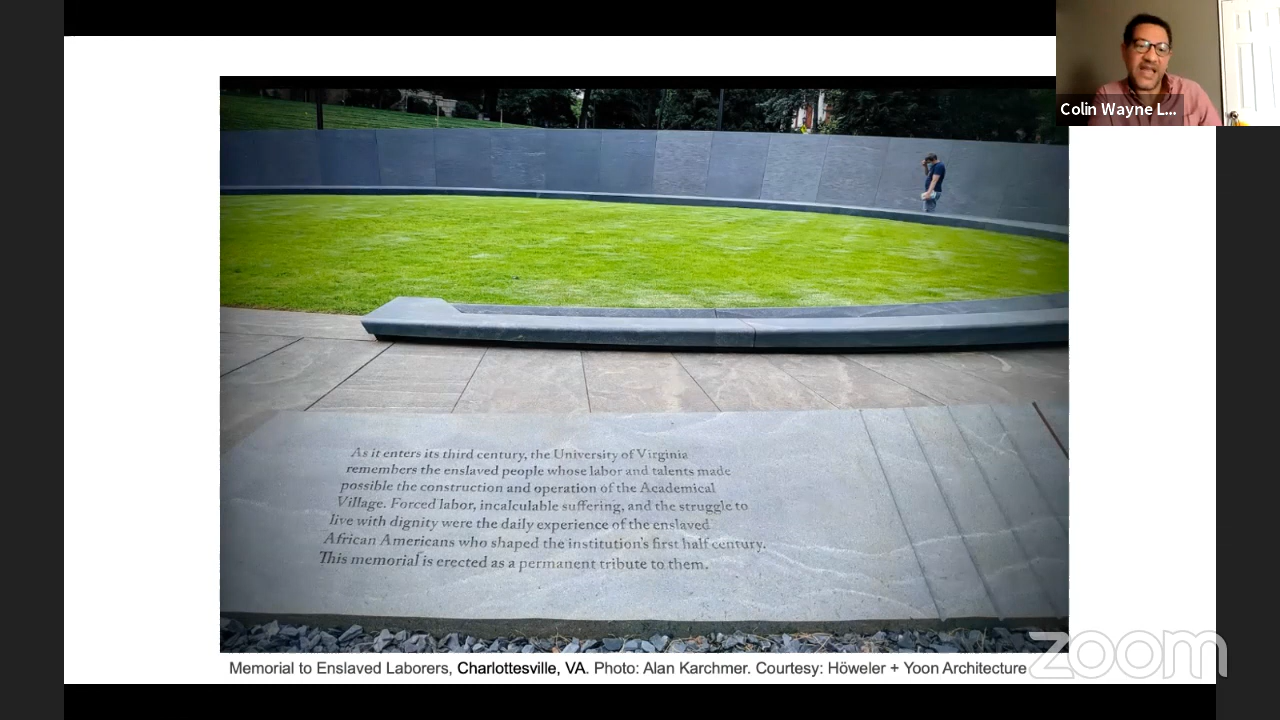 Colin Wayne L...
As it enters its third century, the University of Virginia
remembers the enslaved people whose labor and talents made
possible the construction and operation of the Academical
Village. Forced labor, incalculable suffering, and the struggle to
live with dignity were the daily experience of the enslaved
African Americans who shaped the institution's first half century.
This memorial is erected as a permanent tribute to them.
Memorial to Enslaved Laborers, Charlottesville, VA. Photo: Alan Karchmer. Courtesy: Höweler + Yoon Architecture
zoom